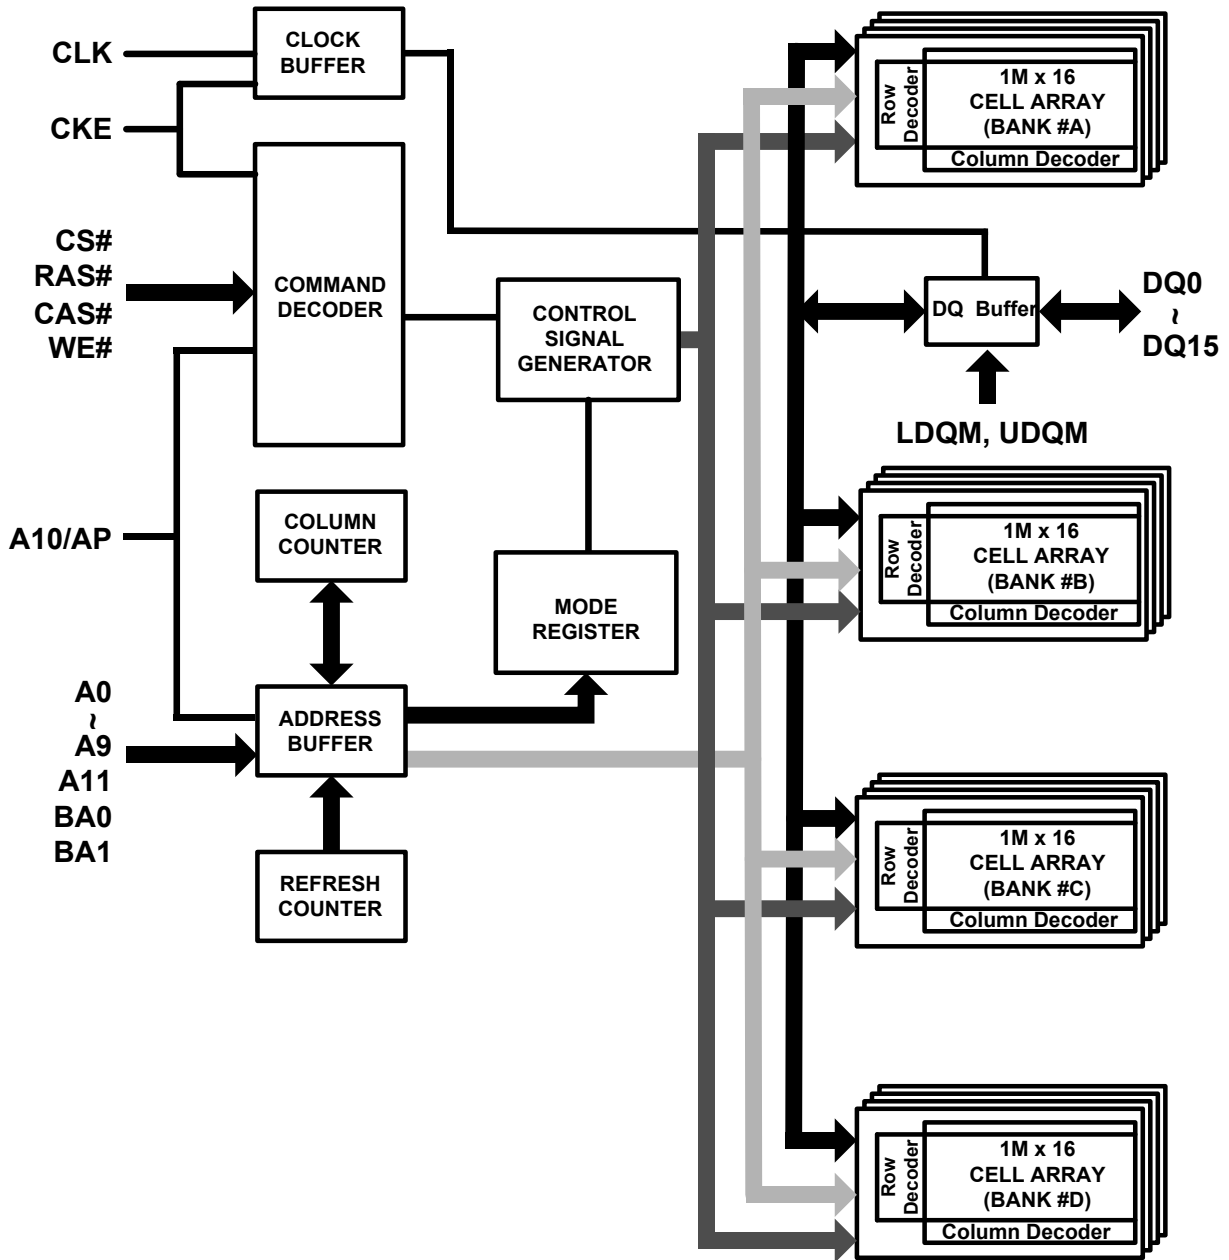 CLK
CKE
CLOCK
BUFFER
CS#
RAS#
CAS#
WE#
COMMAND
DECODER
CONTROL
SIGNAL
GENERATOR
A10/AP
COLUMN
COUNTER
MODE
REGISTER
A0
~
A9
A11
BA0
BA1
ADDRESS
BUFFER
REFRESH
COUNTER
Row
Decoder
1M x 16
CELL ARRAY
(BANK #A)
Column Decoder
DQ Buffer
DQ0
~
DQ15
LDQM, UDQM
Row
Decoder
1M x 16
CELL ARRAY
(BANK #B)
Column Decoder
Row
Decoder
1M x 16
CELL ARRAY
(BANK #C)
Column Decoder
Row
Decoder
1M x 16
CELL ARRAY
(BANK #D)
Column Decoder